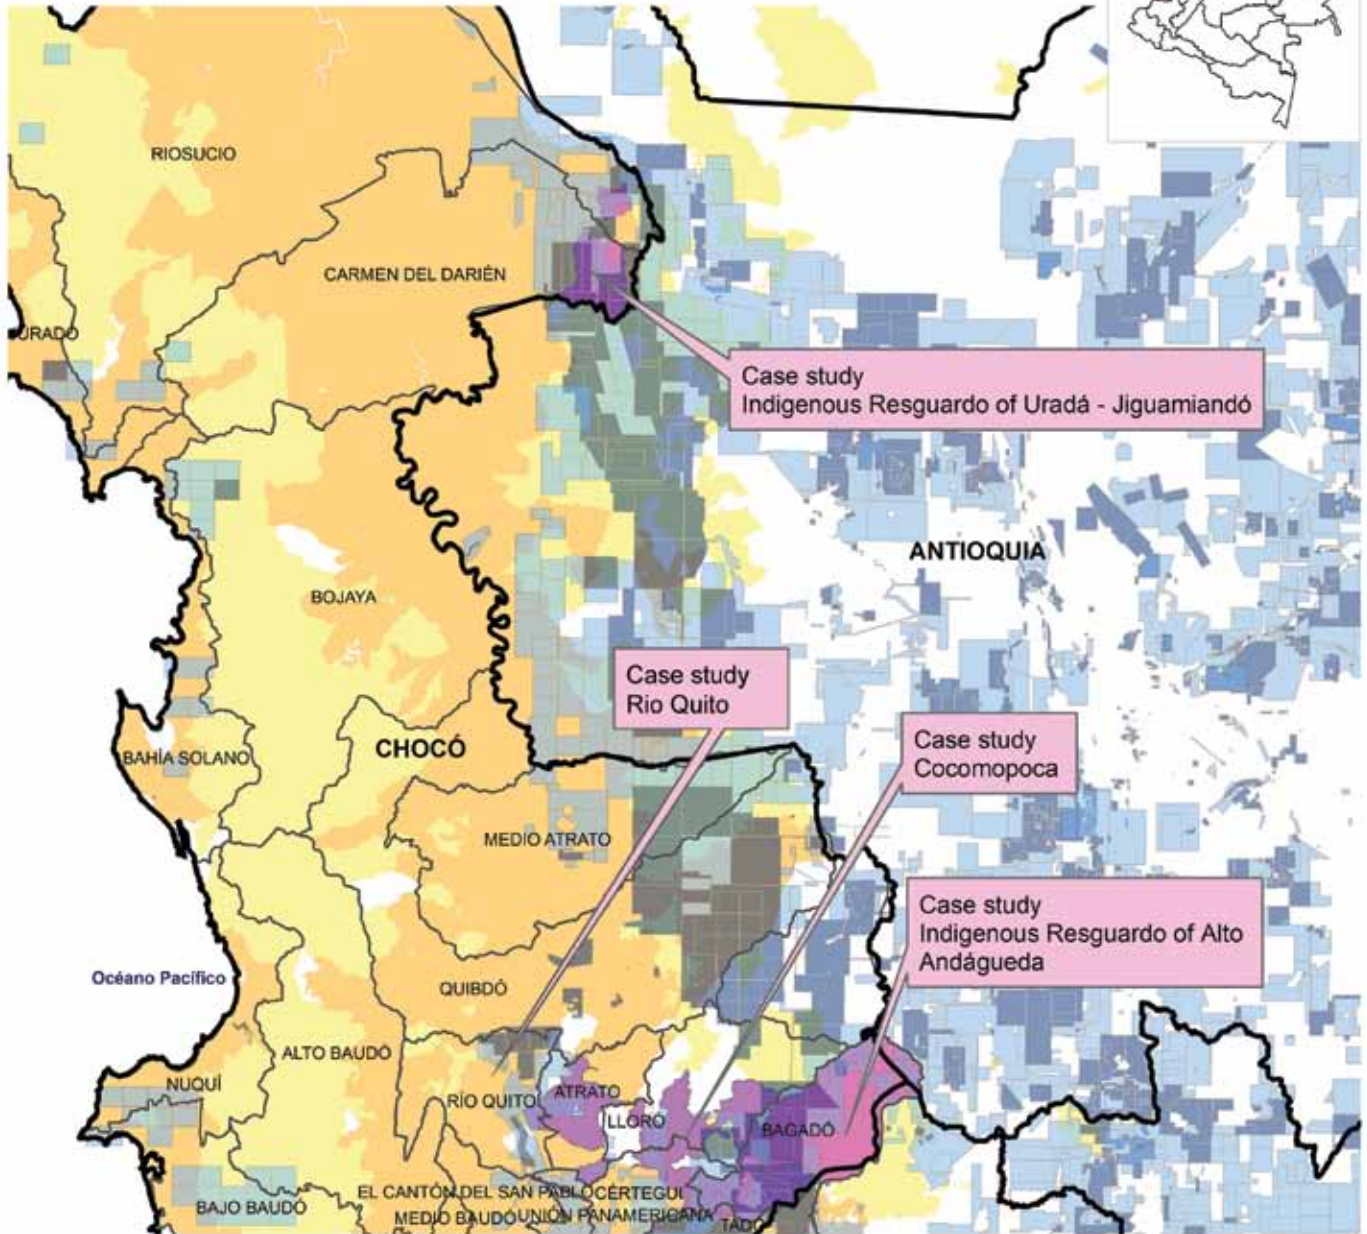 RIOSUCIO
CARMEN DEL DARIÉN
URADO
Case study
Indigenous Resguardo of Uradá - Jiguamiandó
ANTIOQUIA
BOJAYA
Case study
Rio Quito
Case study
Cocomopoca
BAHÍA SOLANO
CHOCÓ
MEDIO ATRATO
Case study
Indigenous Resguardo of Alto
Andágueda
Océano Pacífico
QUIBDÓ
ALTO BAUDÓ
NUQUÍ
RÍO QUITO
ATRATO
LLORÓ
BAGADÓ
EL CANTÓN DEL SAN PABLO
CÉRTEGUI
BAJO BAUDÓ
MEDIO BAUDÓ
UNIÓN PANAMERICANA
TADÓ